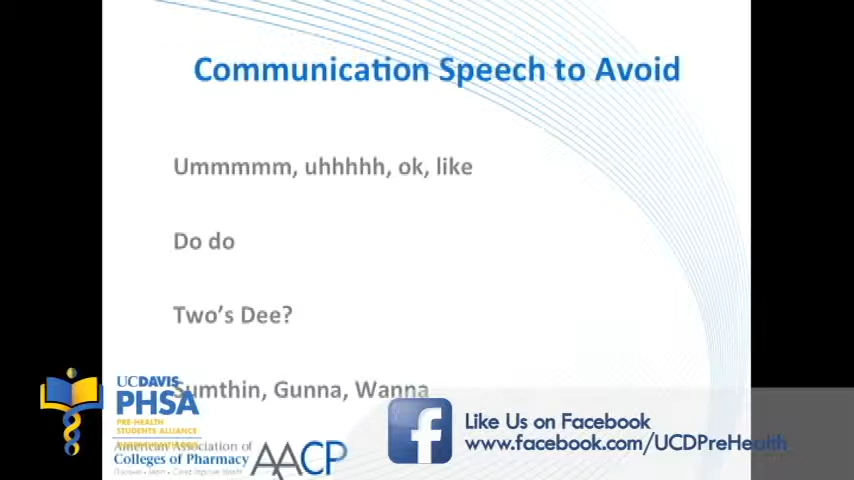 Communication Speech to Avoid
Ummmmm, uhhhhh, ok, like
Do do
Two's Dee?
Sumthin, Gunna, Wanna
UCDAVIS
PHSA
PRE-HEALTH
STUDENTS ALLIANCE
American Association of
Colleges of Pharmacy
AACP
Like Us on Facebook
www.facebook.com/UCDPreHealth